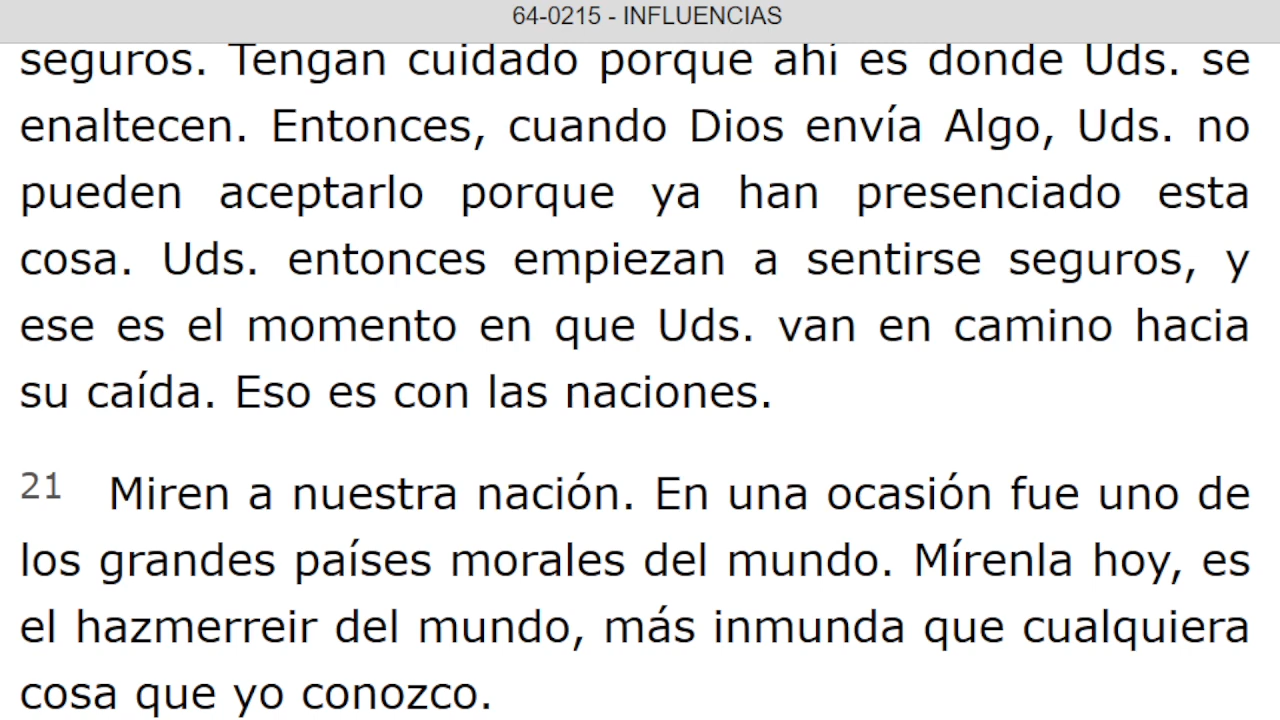 64-0215 - INFLUENCIAS
seguros. Tengan cuidado porque ahí es donde Uds. se
enaltecen. Entonces, cuando Dios envía Algo, Uds. no
pueden aceptarlo porque ya han presenciado esta
cosa. Uds. entonces empiezan a sentirse seguros, y
ese es el momento en que Uds. van en camino hacia
su caída. Eso es con las naciones.
21 Miren a nuestra nación. En una ocasión fue uno de
los grandes países morales del mundo. Mírenla hoy, es
el hazmerreir del mundo, más inmunda que cualquiera
cosa que yo conozco.